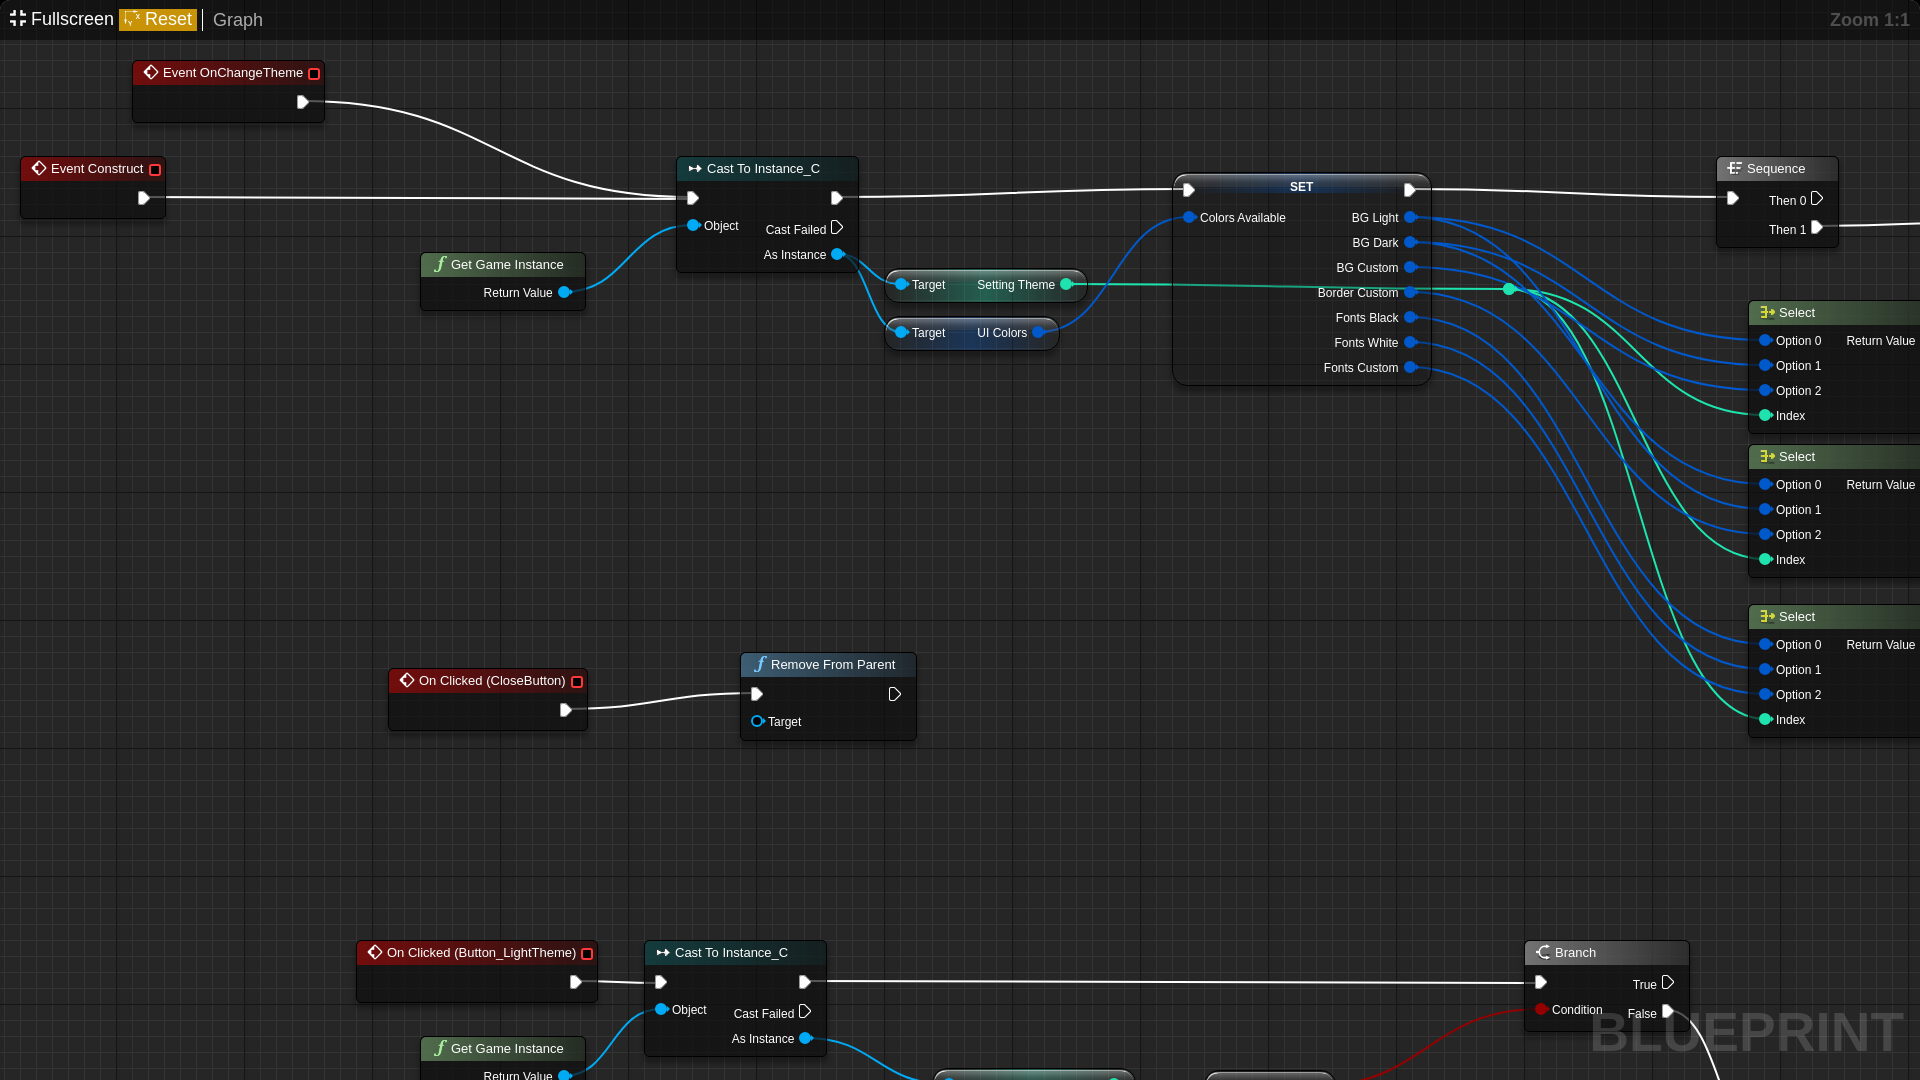 Fullscreen Reset Graph
Zoom 1:1
Event OnChangeTheme
Event Construct
Cast To Instance_C
Object
Cast Failed
As Instance
Get Game Instance
Return Value
Target Setting Theme
Target UI Colors
SET
Colors Available
BG Light
BG Dark
BG Custom
Border Custom
Fonts Black
Fonts White
Fonts Custom
Sequence
Then 0
Then 1
Select
Option 0 Return Value
Option 1
Option 2
Index
Select
Option 0 Return Value
Option 1
Option 2
Index
Select
Option 0 Return Value
Option 1
Option 2
Index
On Clicked (CloseButton)
Remove From Parent
Target
On Clicked (Button_LightTheme)
Cast To Instance_C
Object
Cast Failed
As Instance
Get Game Instance
Return Value
Branch
True
Condition
False
BLUEPRINT